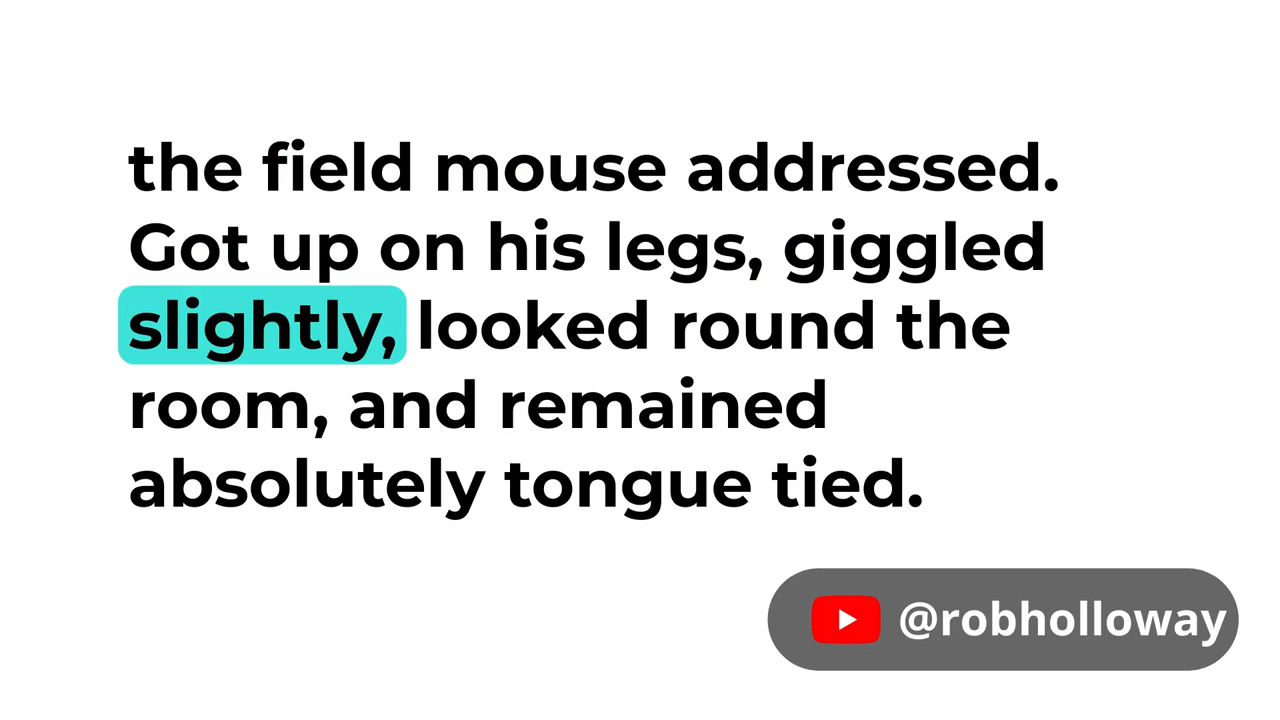 the field mouse addressed.
Got up on his legs, giggled
slightly, looked round the
room, and remained
absolutely tongue tied.
@robholloway